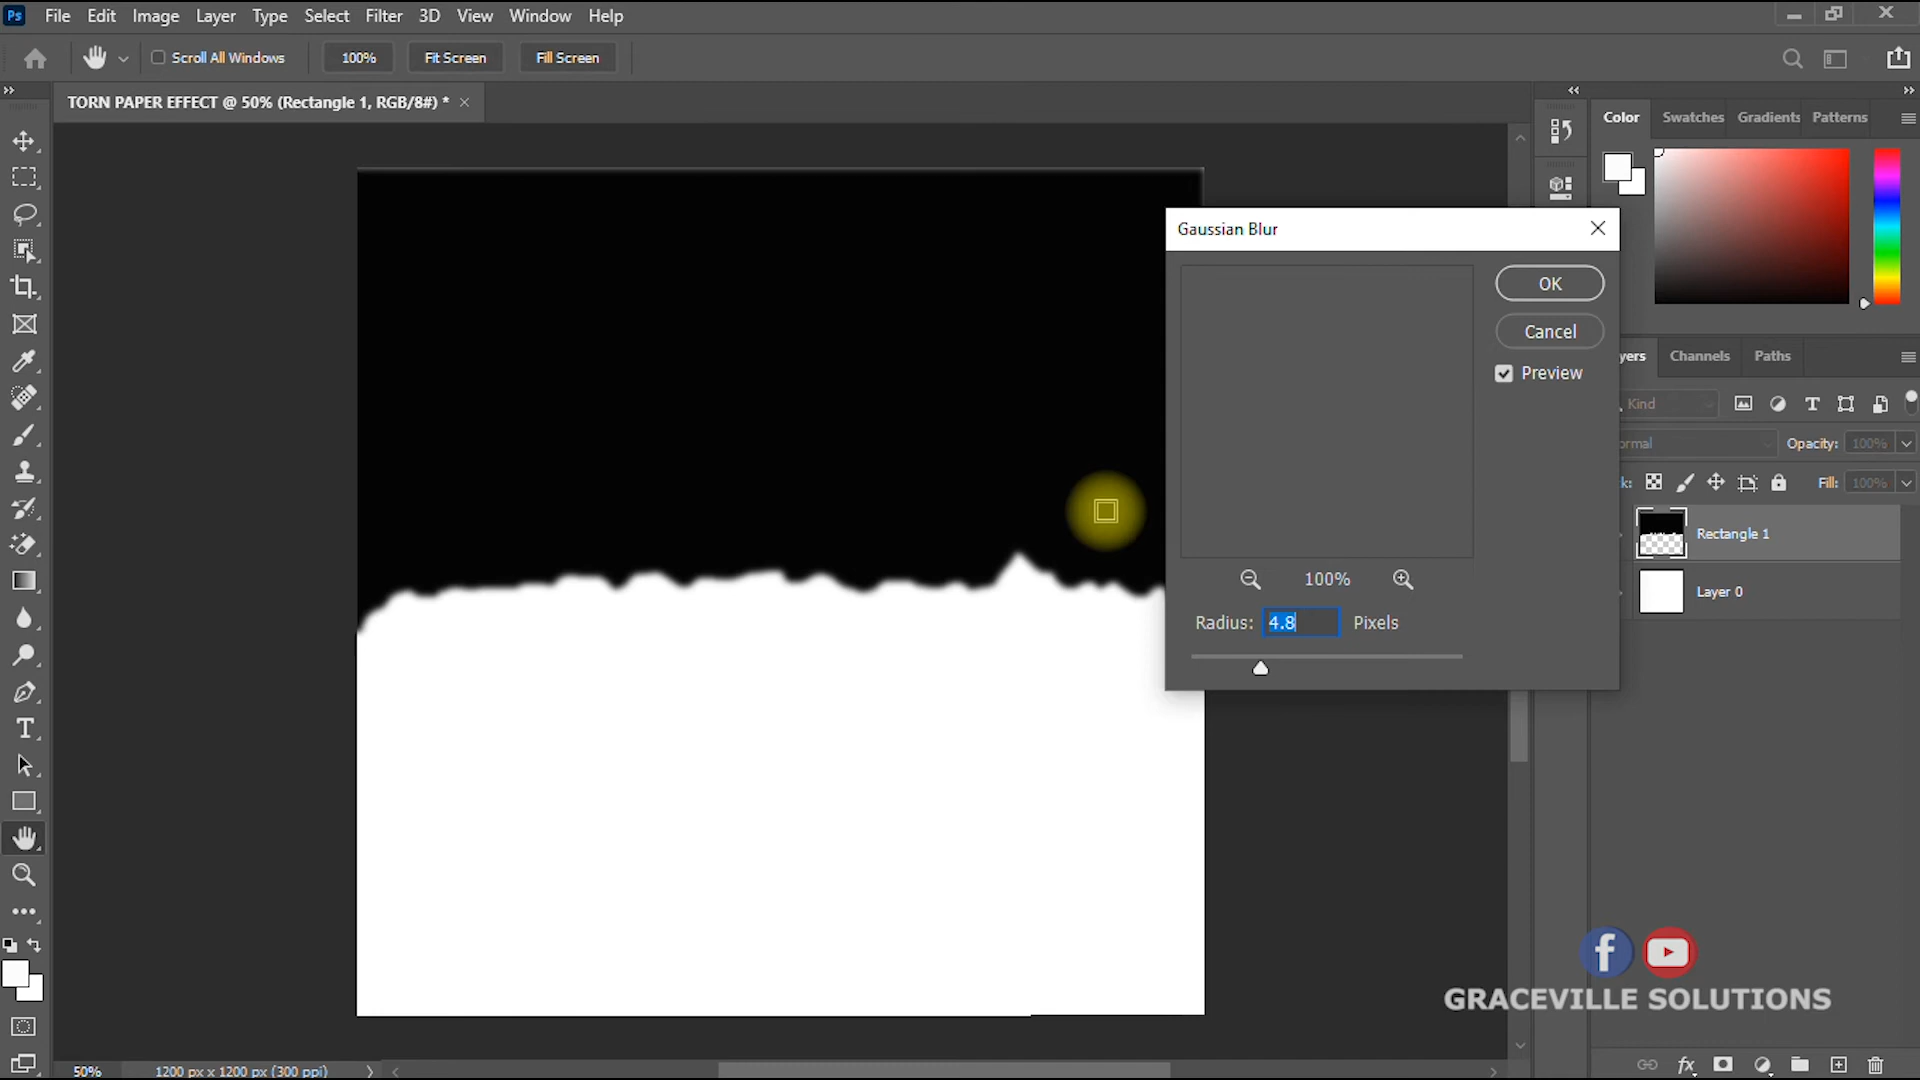 Ps File Edit Image Layer Type Select Filter 3D View Window Help
Scroll All Windows 100% Fit Screen Fill Screen
TORN PAPER EFFECT @ 50% (Rectangle 1, RGB/8#) * ×
Color Swatches Gradients Patterns
Gaussian Blur
OK
Cancel
Preview
100%
Radius: 4.8 Pixels
yers Channels Paths
Kind
ormal Opacity: 100%
k: Fill: 100%
Rectangle 1
Layer 0
GRACEVILLE SOLUTIONS
50% 1200 px x 1200 px (300 ppi)